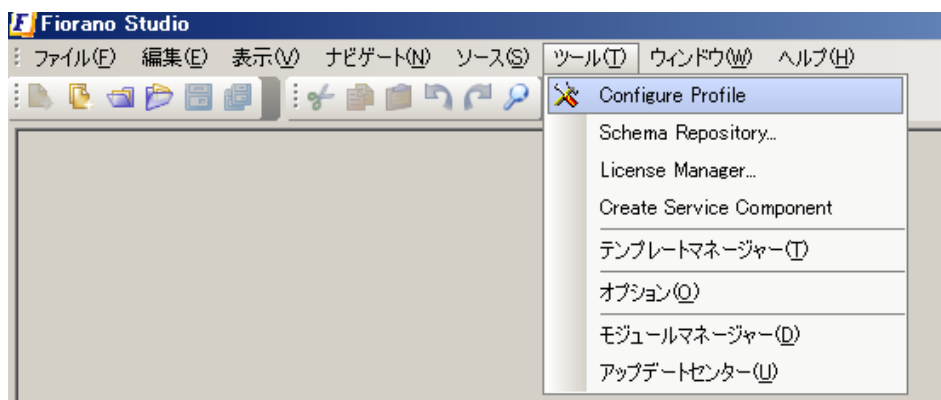 Fiorano Studio
ファイル(F) 編集(E) 表示(V) ナビゲート(N) ソース(S) ツール(T) ウィンドウ(W) ヘルプ(H)
Configure Profile
Schema Repository...
License Manager...
Create Service Component
テンプレートマネージャー(T)
オプション(O)
モジュールマネージャー(D)
アップデートセンター(U)